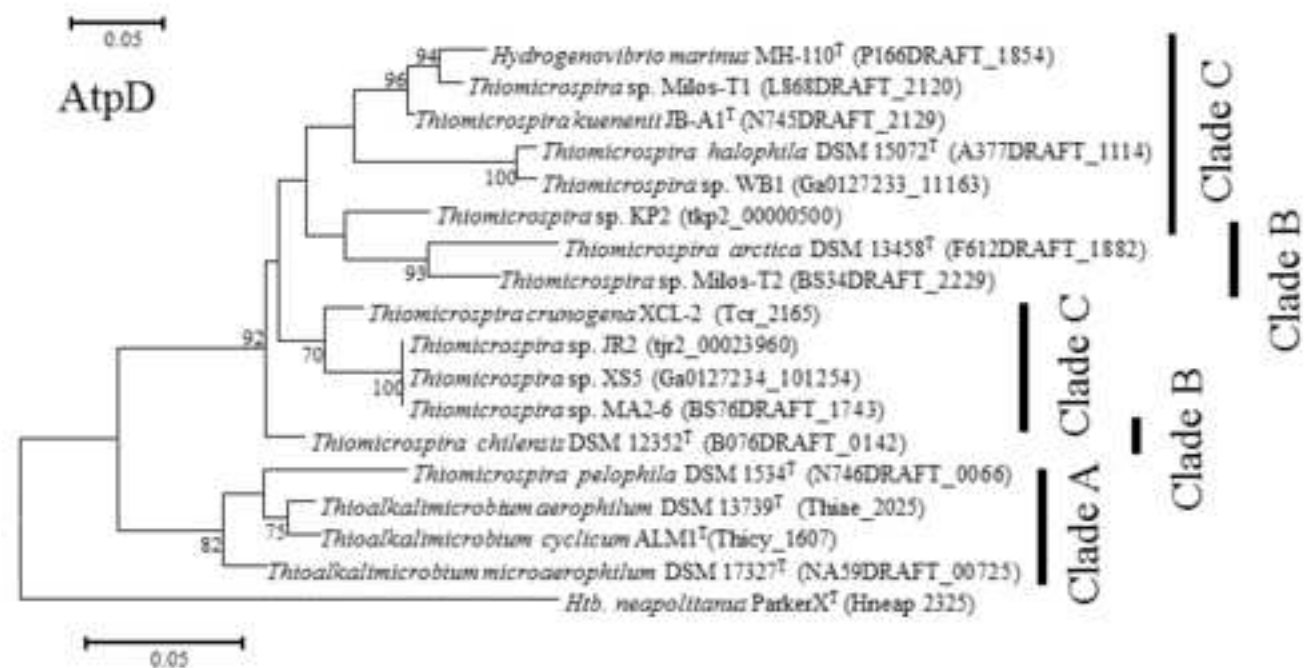 0.05
AtpD
94
Hydrogenovibrio marinus MH-110ᵀ (P166DRAFT_1854)
Thiomicrospira sp. Milos-T1 (L868DRAFT_2120)
96
Thiomicrospira kuenenii JB-A1ᵀ (N745DRAFT_2129)
Thiomicrospira halophila DSM 15072ᵀ (A377DRAFT_1114)
100
Thiomicrospira sp. WB1 (Ga0127233_11163)
Thiomicrospira sp. KP2 (tkp2_00000500)
Thiomicrospira arctica DSM 13458ᵀ (F612DRAFT_1882)
93
Thiomicrospira sp. Milos-T2 (BS34DRAFT_2229)
Thiomicrospira crunogena XCL-2 (Tcr_2165)
92
70
Thiomicrospira sp. JR2 (tjr2_00023960)
100
Thiomicrospira sp. XS5 (Ga0127234_101254)
Thiomicrospira sp. MA2-6 (BS76DRAFT_1743)
Thiomicrospira chilensis DSM 12352ᵀ (B076DRAFT_0142)
Thiomicrospira pelophila DSM 1534ᵀ (N746DRAFT_0066)
Thioalkalimicrobium aerophilum DSM 13739ᵀ (Thiae_2025)
75
Thioalkalimicrobium cyclicum ALM1ᵀ(Thicy_1607)
82
Thioalkalimicrobium microaerophilum DSM 17327ᵀ (NA59DRAFT_00725)
Htb. neapolitanus ParkerXᵀ (Hneap 2325)
0.05
Clade C
Clade B
Clade C
Clade B
Clade A